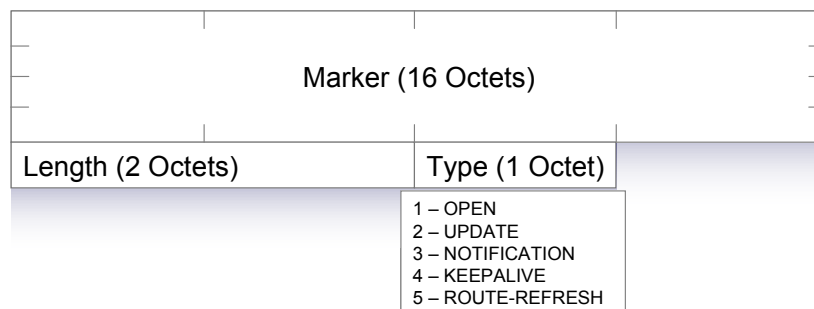 Marker (16 Octets)
Length (2 Octets)
Type (1 Octet)
1 – OPEN
2 – UPDATE
3 – NOTIFICATION
4 – KEEPALIVE
5 – ROUTE-REFRESH